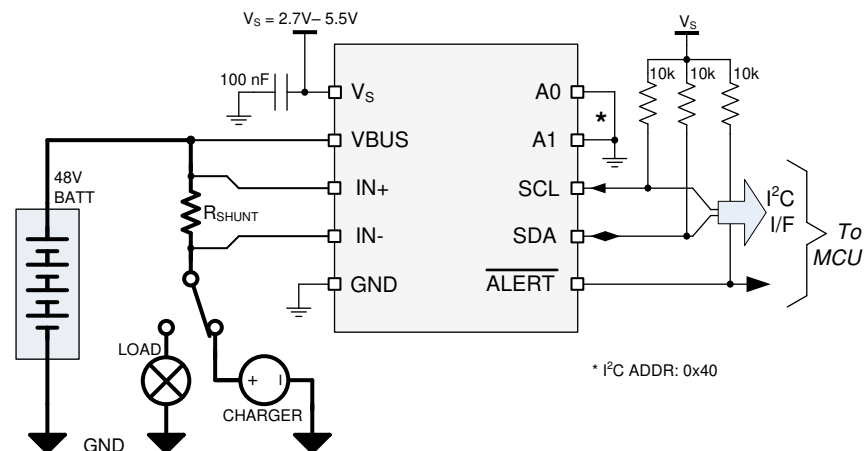 V_S = 2.7V– 5.5V
100 nF
V_S
VBUS
IN+
IN-
GND
A0
*
A1
SCL
SDA
ALERT
V_S
10k
10k
10k
I²C
I/F
To
MCU
48V
BATT
R_SHUNT
LOAD
+
I
CHARGER
GND
* I²C ADDR: 0x40